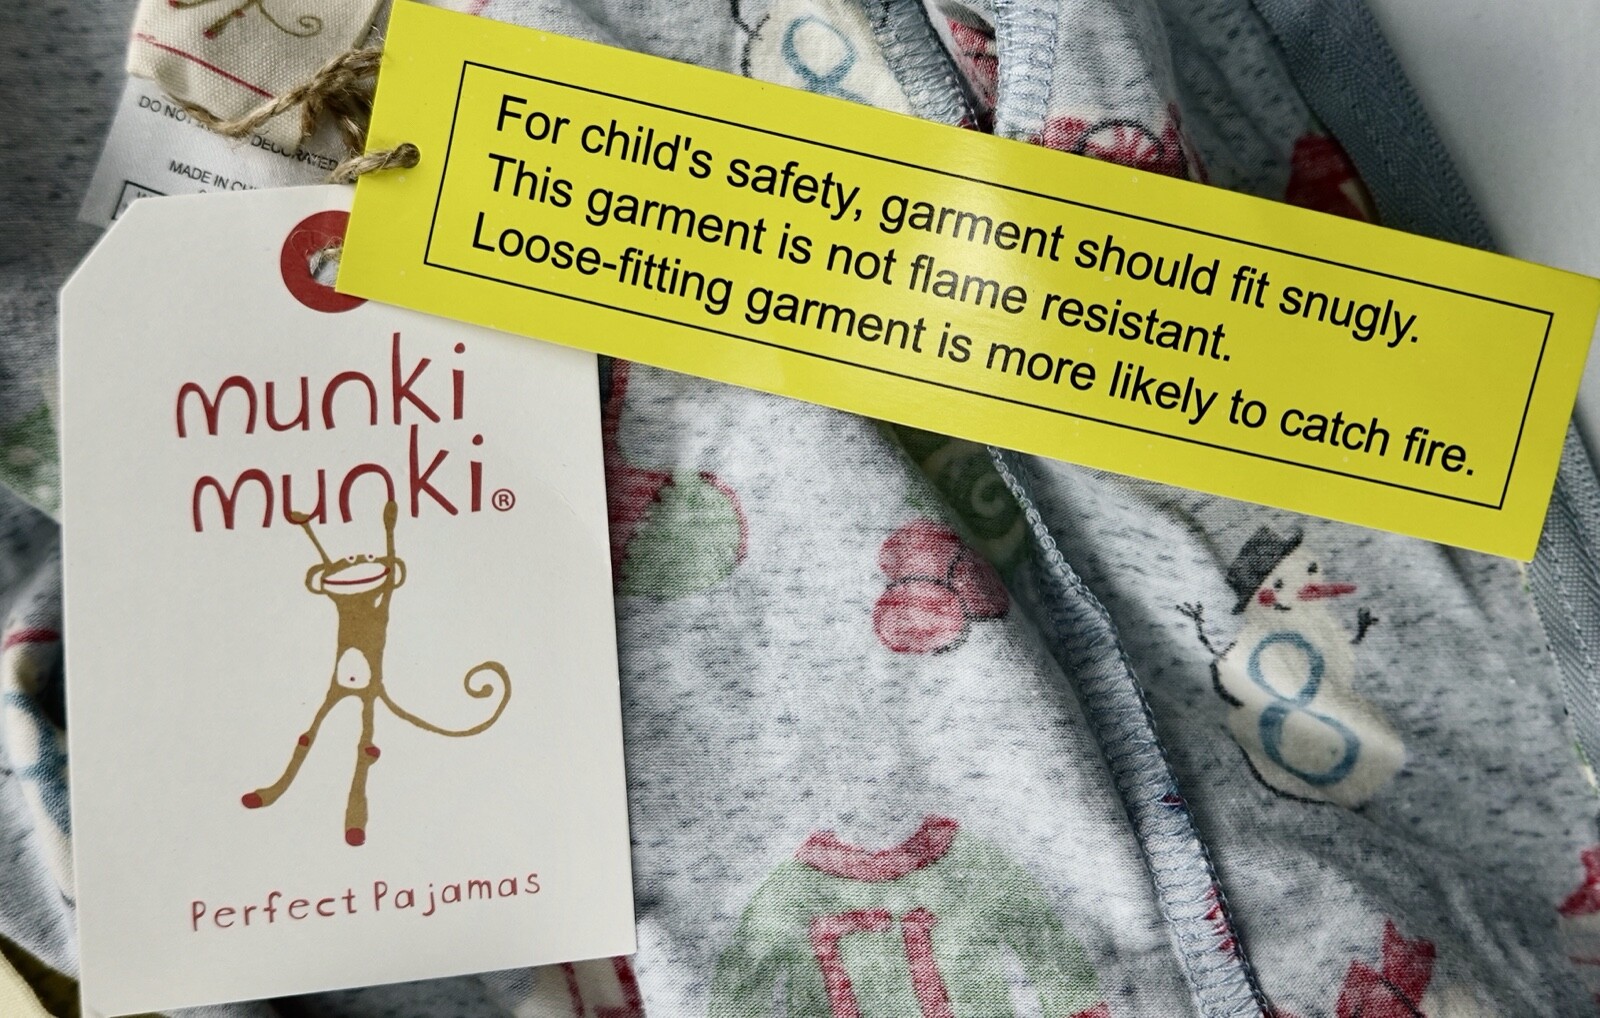 DO NOT
DECORATED
MADE IN
For child's safety, garment should fit snugly.
This garment is not flame resistant.
Loose-fitting garment is more likely to catch fire.
munki
munki®
Perfect Pajamas
8
8